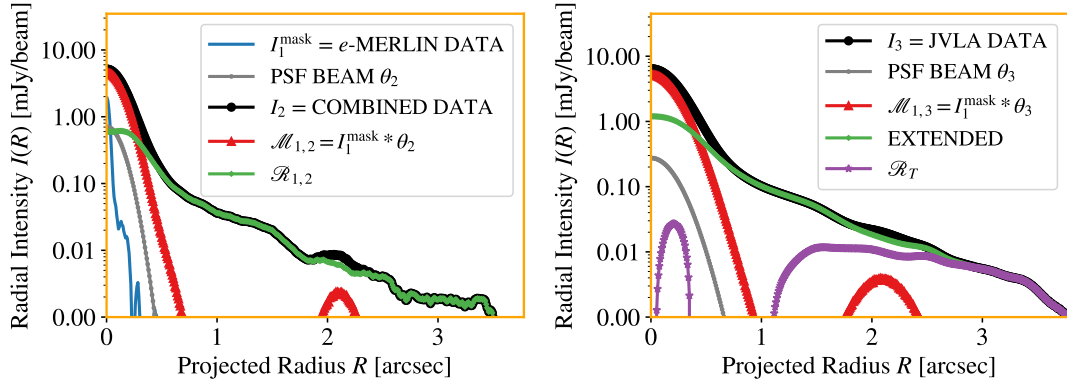 Radial Intensity I(R) [mJy/beam]
10.00
1.00
0.10
0.01
0.00
0
1
2
3
Projected Radius R [arcsec]
I₁ᵐᵃˢᵏ = e-MERLIN DATA
PSF BEAM θ₂
I₂ = COMBINED DATA
ℳ₁,₂ = I₁ᵐᵃˢᵏ * θ₂
ℛ₁,₂
Radial Intensity I(R) [mJy/beam]
10.00
1.00
0.10
0.01
0.00
0
1
2
3
Projected Radius R [arcsec]
I₃ = JVLA DATA
PSF BEAM θ₃
ℳ₁,₃ = I₁ᵐᵃˢᵏ * θ₃
EXTENDED
ℛ_T